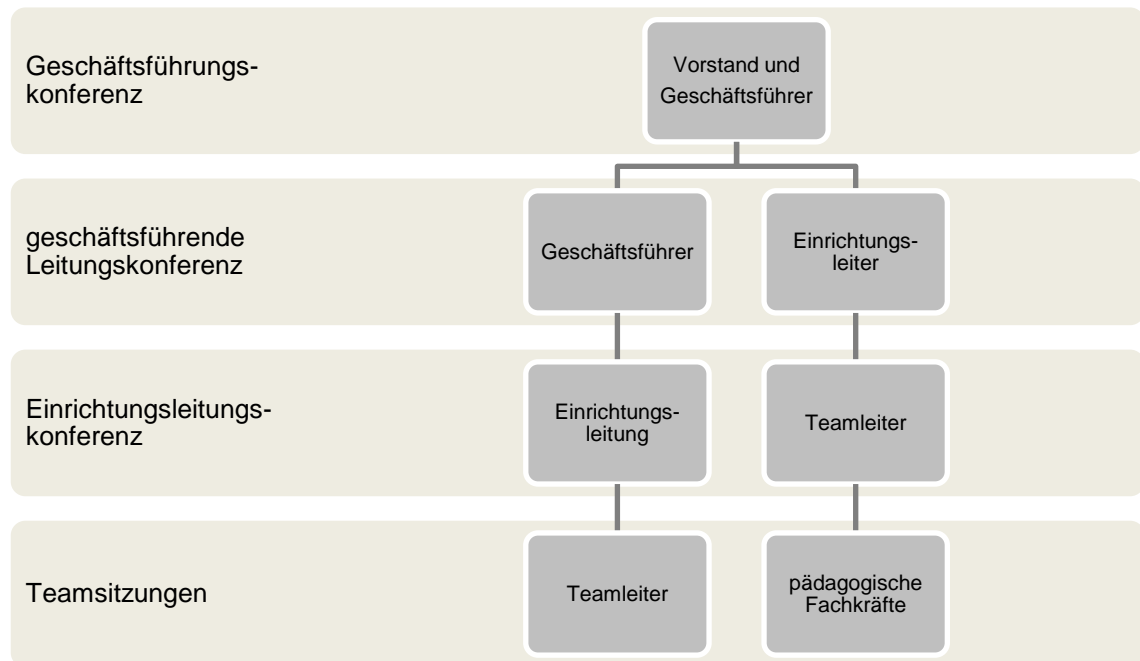 Geschäftsführungs-
konferenz
Vorstand und
Geschäftsführer
geschäftsführende
Leitungskonferenz
Geschäftsführer
Einrichtungs-
leiter
Einrichtungsleitungs-
konferenz
Einrichtungs-
leitung
Teamleiter
Teamsitzungen
Teamleiter
pädagogische
Fachkräfte